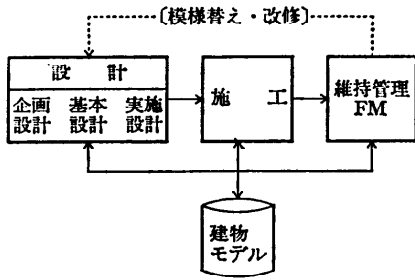 〔模様替え・改修〕
設 計
企画 基本 実施
設計 設計 設計
施 工
維持管理
FM
建物
モデル